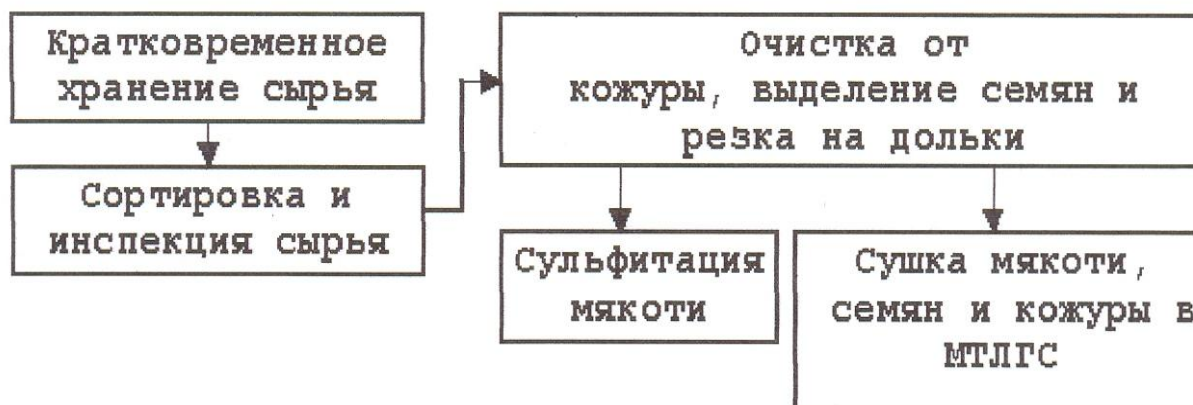 Кратковременное
хранение сырья
Сортировка и
инспекция сырья
Очистка от
кожуры, выделение семян и
резка на дольки
Сульфитация
мякоти
Сушка мякоти,
семян и кожуры в
МТЛГС